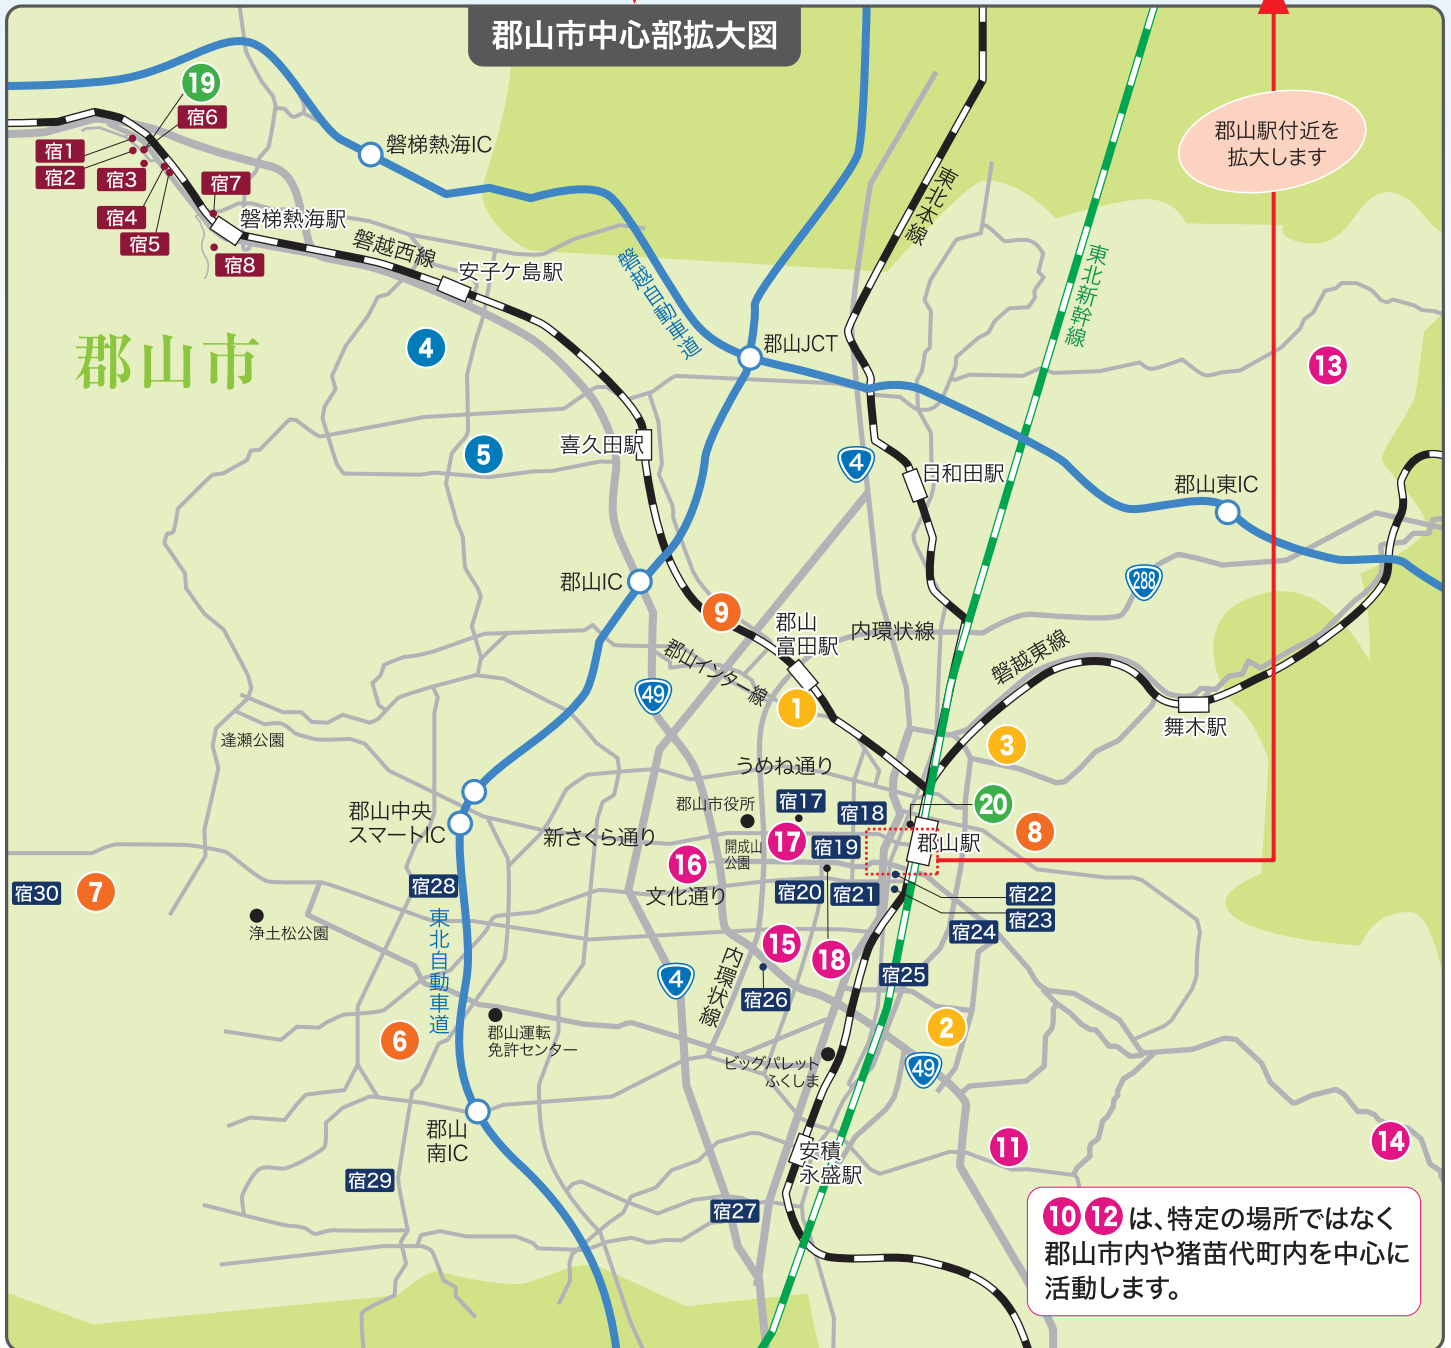 郡山市中心部拡大図
郡山駅付近を
拡大します
19
宿6
宿1
宿2
宿3
宿7
宿4
宿5
宿8
磐梯熱海IC
磐梯熱海駅
磐越西線
安子ケ島駅
磐越自動車道
東北本線
東北新幹線
郡山市
4
郡山JCT
13
5
喜久田駅
4
日和田駅
郡山東IC
郡山IC
288
9
郡山
富田駅
内環状線
磐越東線
郡山インター線
49
1
舞木駅
3
逢瀬公園
うめね通り
郡山市役所
宿17
宿18
20
8
郡山中央
スマートIC
新さくら通り
開成山
公園
17
宿19
郡山駅
16
文化通り
宿20
宿21
宿22
宿23
宿24
宿30
7
宿28
浄土松公園
東北自動車道
15
18
内環状線
4
宿25
宿26
6
郡山運転
免許センター
2
ビッグパレット
ふくしま
49
郡山
南IC
安積
永盛駅
11
14
宿29
宿27
10 12 は、特定の場所ではなく
郡山市内や猪苗代町内を中心に
活動します。